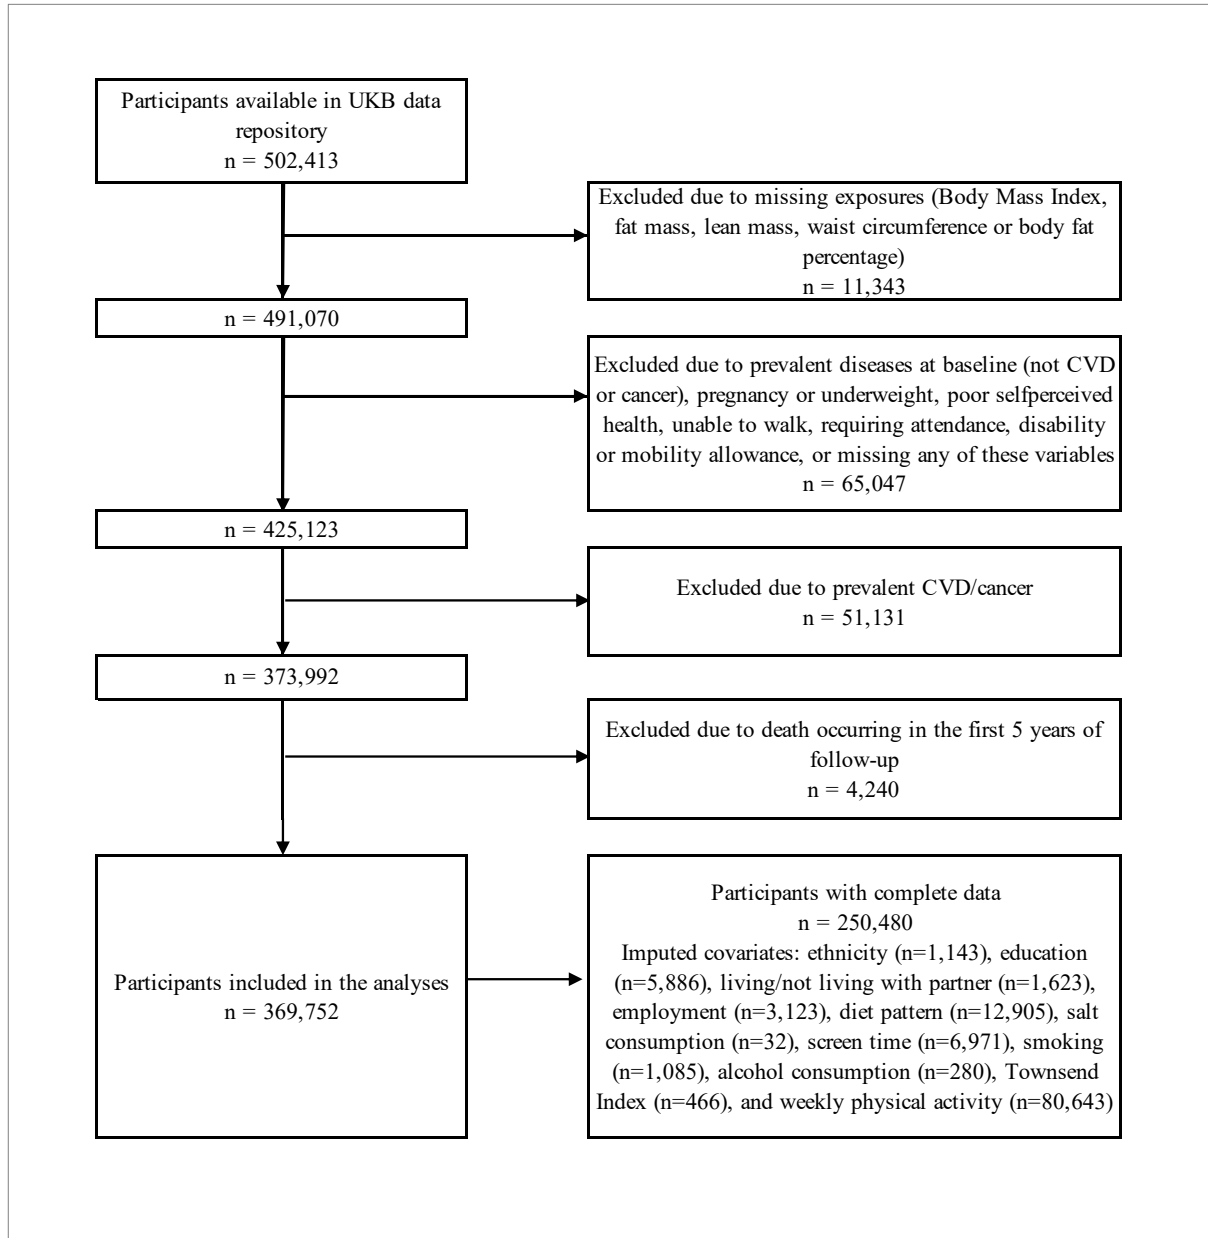 Participants available in UKB data
repository
n = 502,413
Excluded due to missing exposures (Body Mass Index,
fat mass, lean mass, waist circumference or body fat
percentage)
n = 11,343
n = 491,070
Excluded due to prevalent diseases at baseline (not CVD
or cancer), pregnancy or underweight, poor selfperceived
health, unable to walk, requiring attendance, disability
or mobility allowance, or missing any of these variables
n = 65,047
n = 425,123
Excluded due to prevalent CVD/cancer
n = 51,131
n = 373,992
Excluded due to death occurring in the first 5 years of
follow-up
n = 4,240
Participants included in the analyses
n = 369,752
Participants with complete data
n = 250,480
Imputed covariates: ethnicity (n=1,143), education
(n=5,886), living/not living with partner (n=1,623),
employment (n=3,123), diet pattern (n=12,905), salt
consumption (n=32), screen time (n=6,971), smoking
(n=1,085), alcohol consumption (n=280), Townsend
Index (n=466), and weekly physical activity (n=80,643)